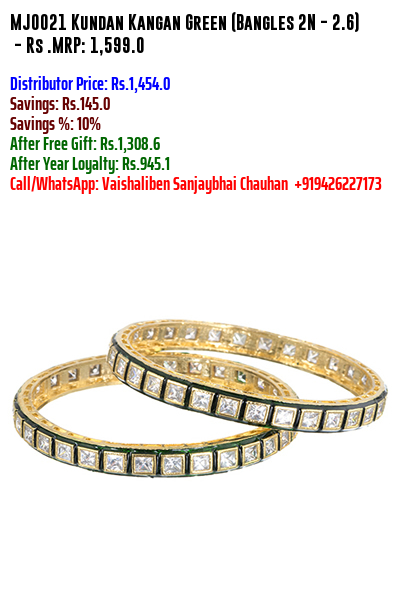 MJ0021 Kundan Kangan Green (Bangles 2N - 2.6)
- Rs .MRP: 1,599.0
Distributor Price: Rs.1,454.0
Savings: Rs.145.0
Savings %: 10%
After Free Gift: Rs.1,308.6
After Year Loyalty: Rs.945.1
Call/WhatsApp: Vaishaliben Sanjaybhai Chauhan +919426227173